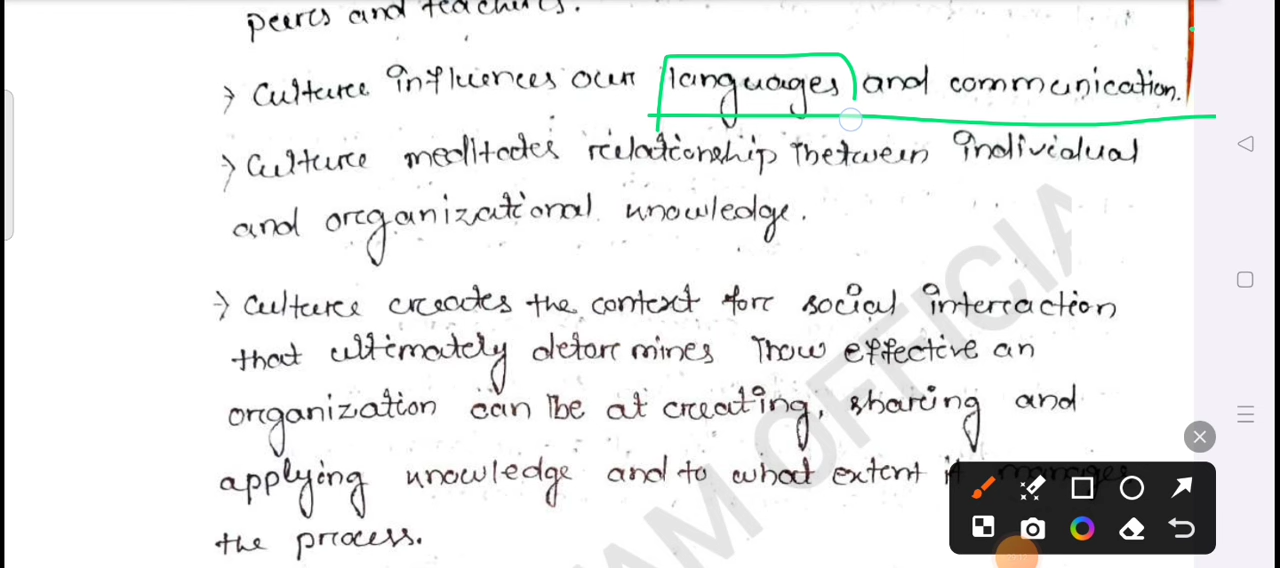 peers and teachers.
> Culture influences our languages and communication.
> Culture meditates relationship between individual
and organizational knowledge.
> Culture creates the context for social interaction
that ultimately determines how effective an
organization can be at creating, sharing and
applying knowledge and to what extent it manages
the process.
AM OFFICIA